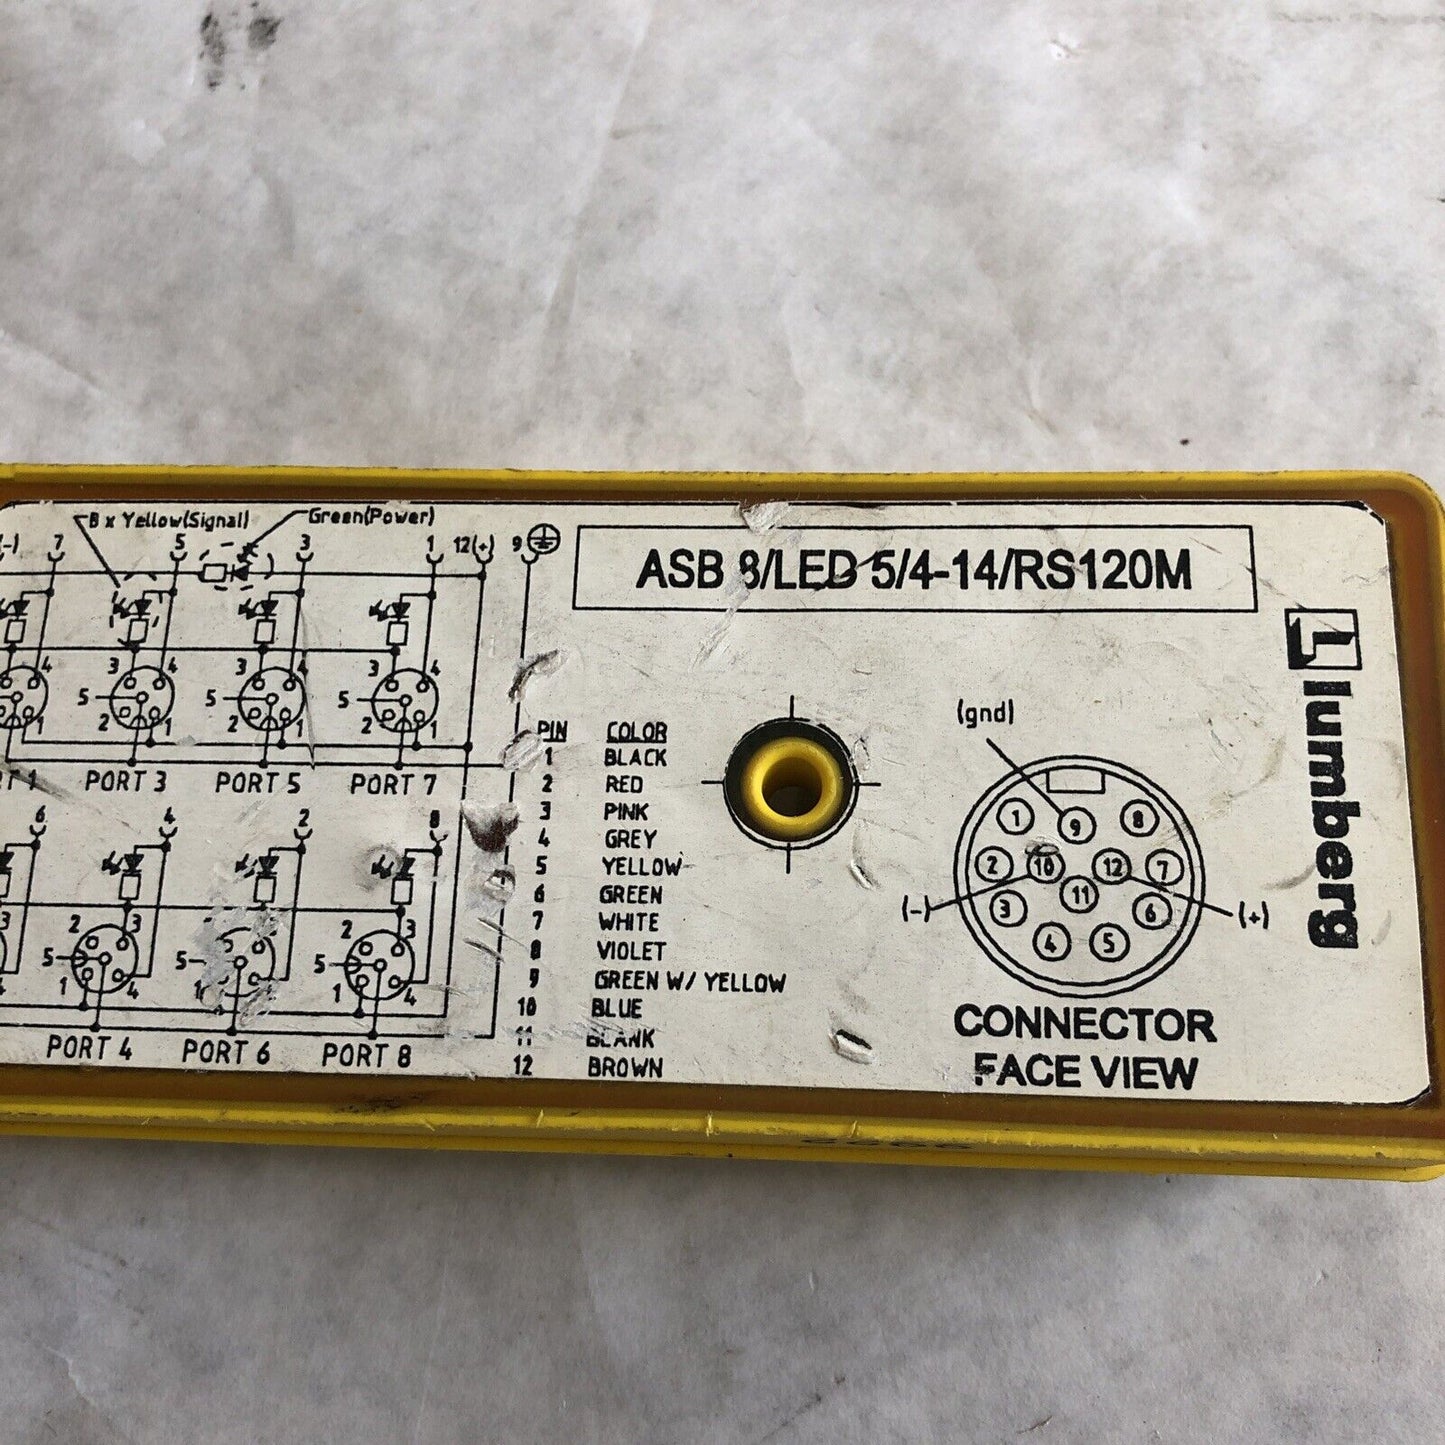 8 x Yellow(Signal) Green(Power)
(-) 7 5 3 1 12(+) 9
ASB 8/LED 5/4-14/RS120M
lumberg
4 3 4 3 4 3 4
5 5 5
1 2 1 2 1 2 1
PORT 3 PORT 5 PORT 7
6 4 2 8
3 2 3 2 3
5 5 5
4 1 4 1 4
PORT 4 PORT 6 PORT 8
PIN COLOR
1 BLACK
2 RED
3 PINK
4 GREY
5 YELLOW
6 GREEN
7 WHITE
8 VIOLET
9 GREEN W/ YELLOW
10 BLUE
11 BLANK
12 BROWN
(gnd)
1 9 8
2 10 12 7
(-) 3 11 6 (+)
4 5
CONNECTOR
FACE VIEW